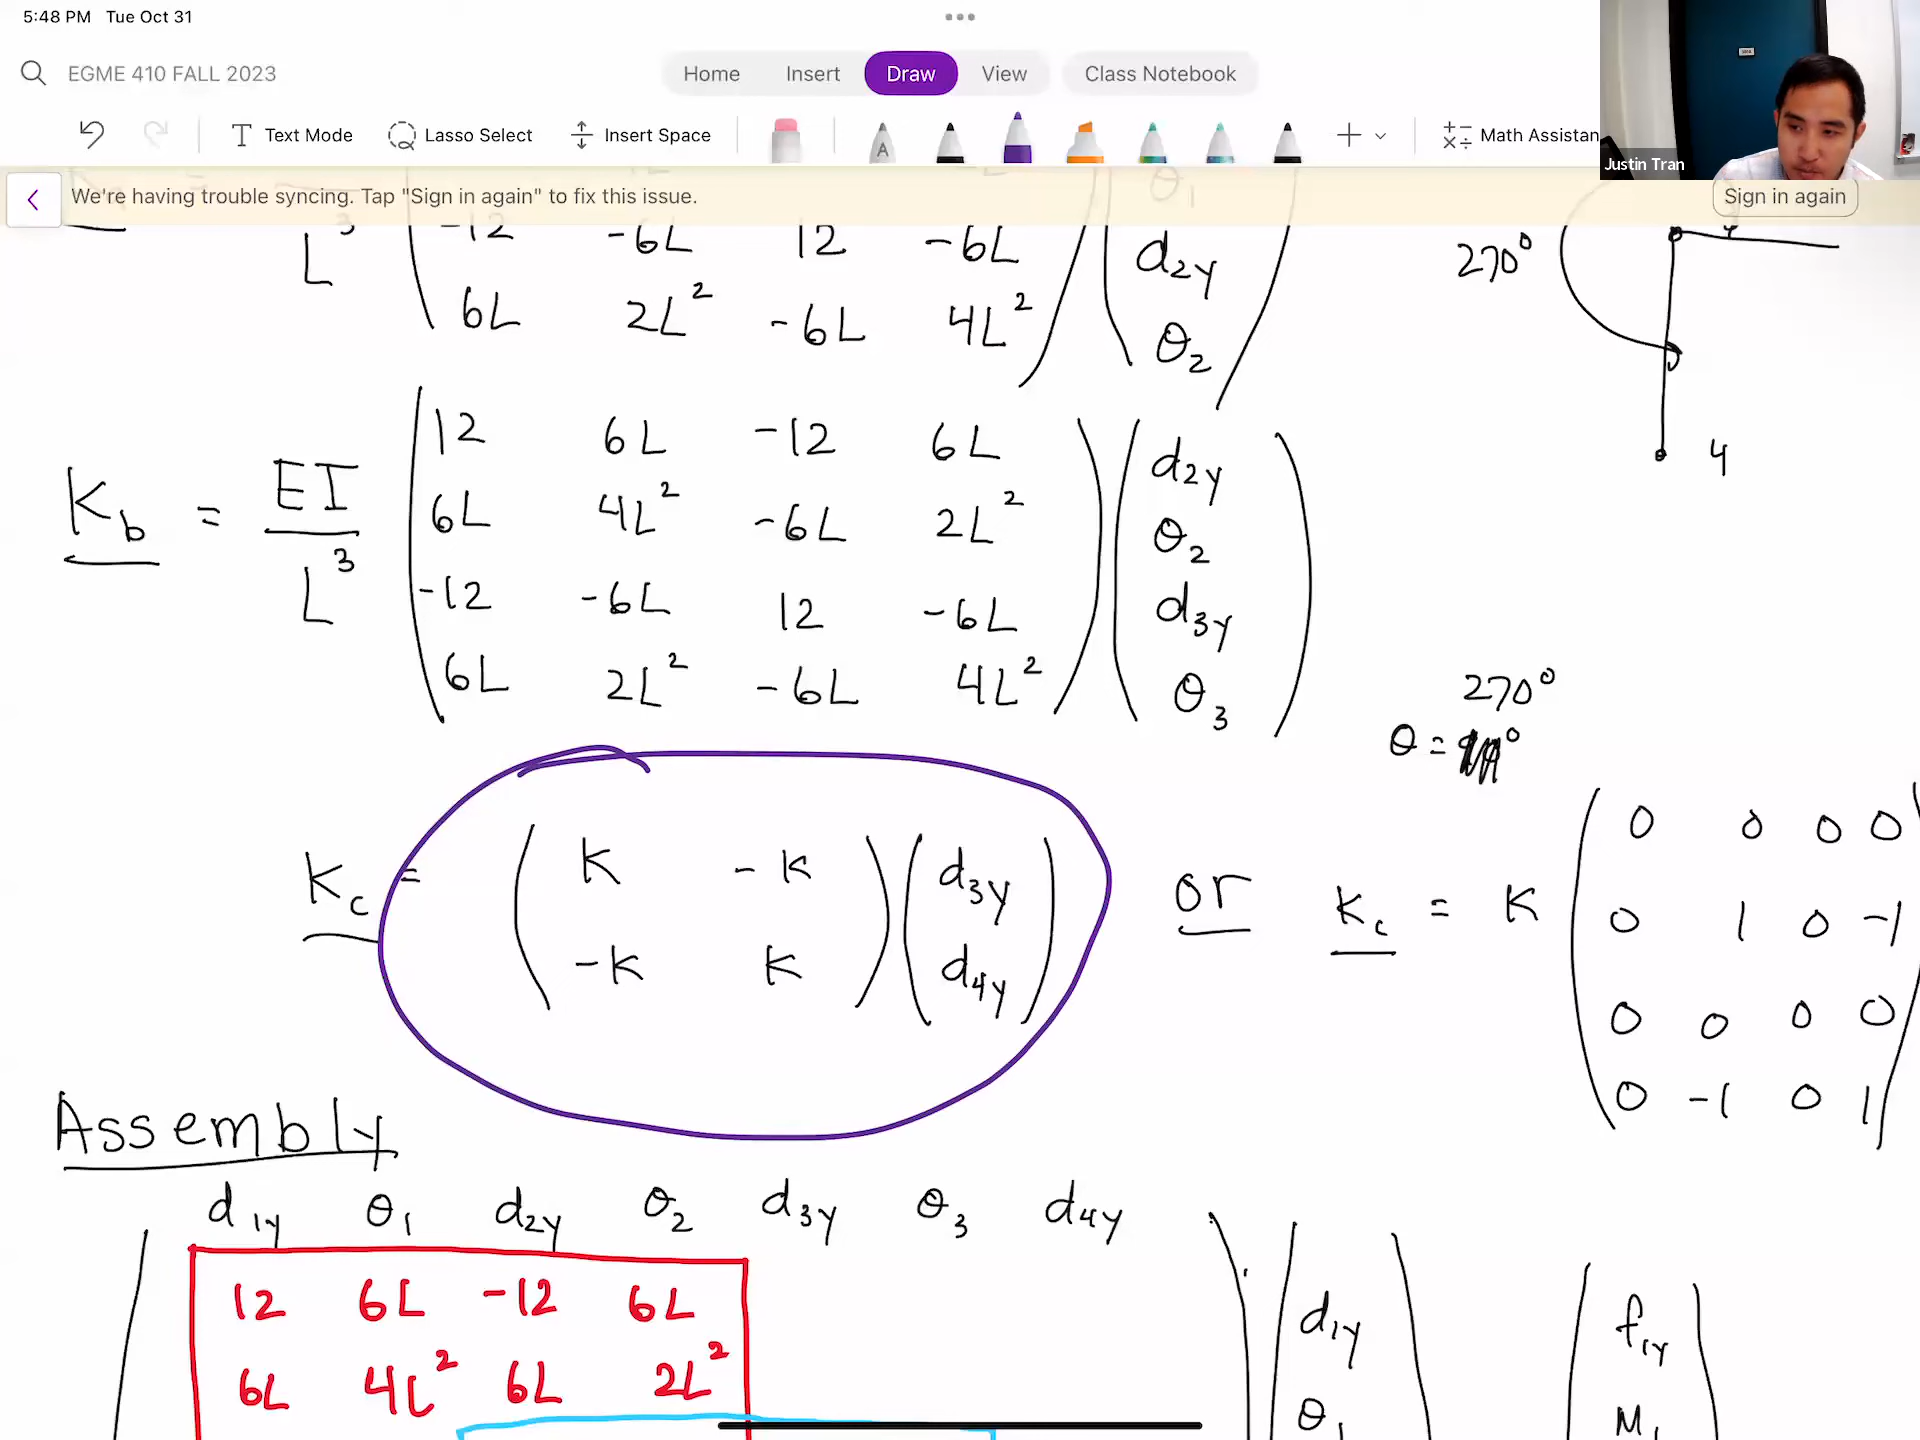 5:48 PM Tue Oct 31
EGME 410 FALL 2023
Home Insert Draw View Class Notebook
Text Mode Lasso Select Insert Space Math Assistan
Justin Tran
We're having trouble syncing. Tap "Sign in again" to fix this issue.
Sign in again
θ1
L³ -12 -6L 12 -6L d2y
270°
6L 2L² -6L 4L² θ2
4
12 6L -12 6L d2y
Kb = EI/L³
6L 4L² -6L 2L² θ2
-12 -6L 12 -6L d3y
6L 2L² -6L 4L² θ3
270°
θ = °
Kc = K -K d3y
-K K d4y
or Kc = K
0 0 0 0
0 1 0 -1
0 0 0 0
0 -1 0 1
Assembly
d1y θ1 d2y θ2 d3y θ3 d4y
12 6L -12 6L d1y f1y
6L 4L² 6L 2L² θ1 M1